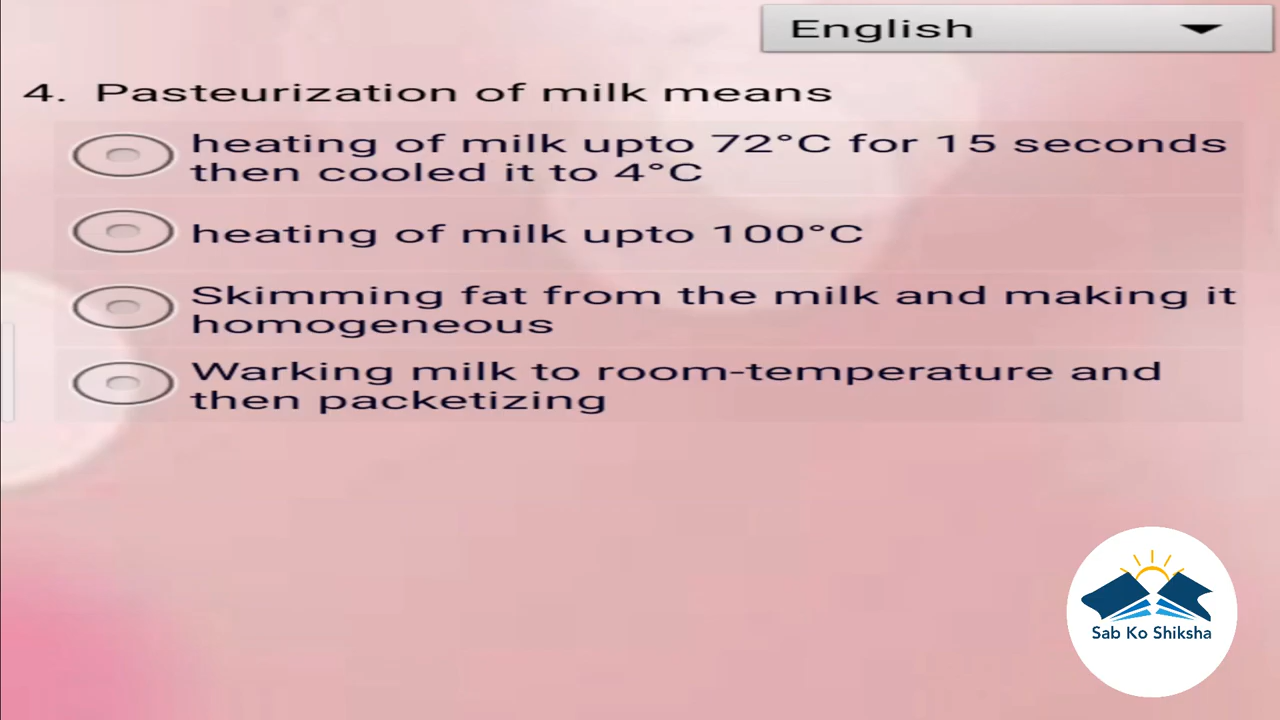 English
4. Pasteurization of milk means
heating of milk upto 72°C for 15 seconds
then cooled it to 4°C
heating of milk upto 100°C
Skimming fat from the milk and making it
homogeneous
Warking milk to room-temperature and
then packetizing
Sab Ko Shiksha